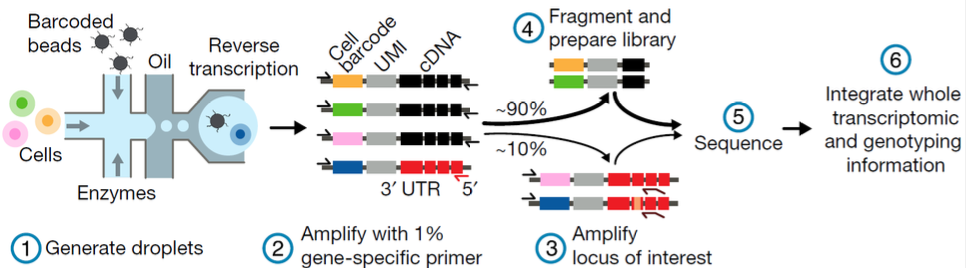 Barcoded
beads
Oil
Reverse
transcription
Cells
Enzymes
1 Generate droplets
Cell
barcode
UMI
cDNA
3′ UTR 5′
2 Amplify with 1%
gene-specific primer
~90%
~10%
4 Fragment and
prepare library
3 Amplify
locus of interest
5
Sequence
6
Integrate whole
transcriptomic
and genotyping
information